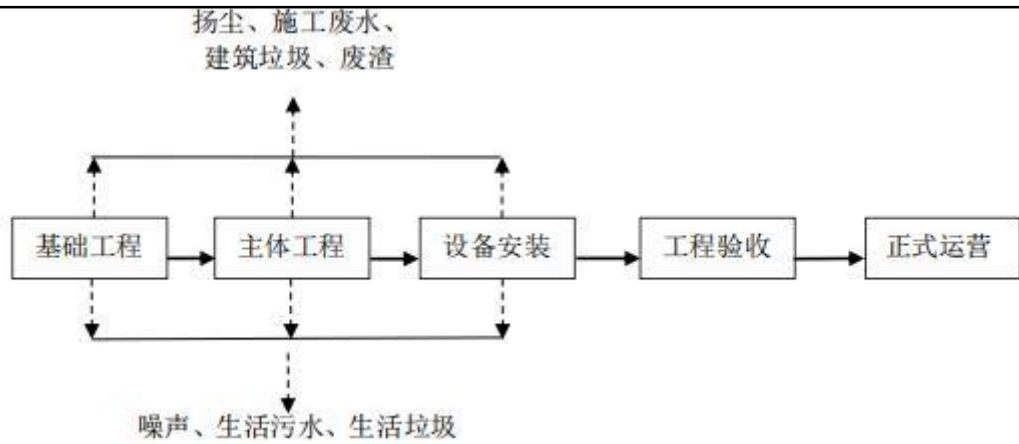 扬尘、施工废水、
建筑垃圾、废渣
基础工程
主体工程
设备安装
工程验收
正式运营
噪声、生活污水、生活垃圾